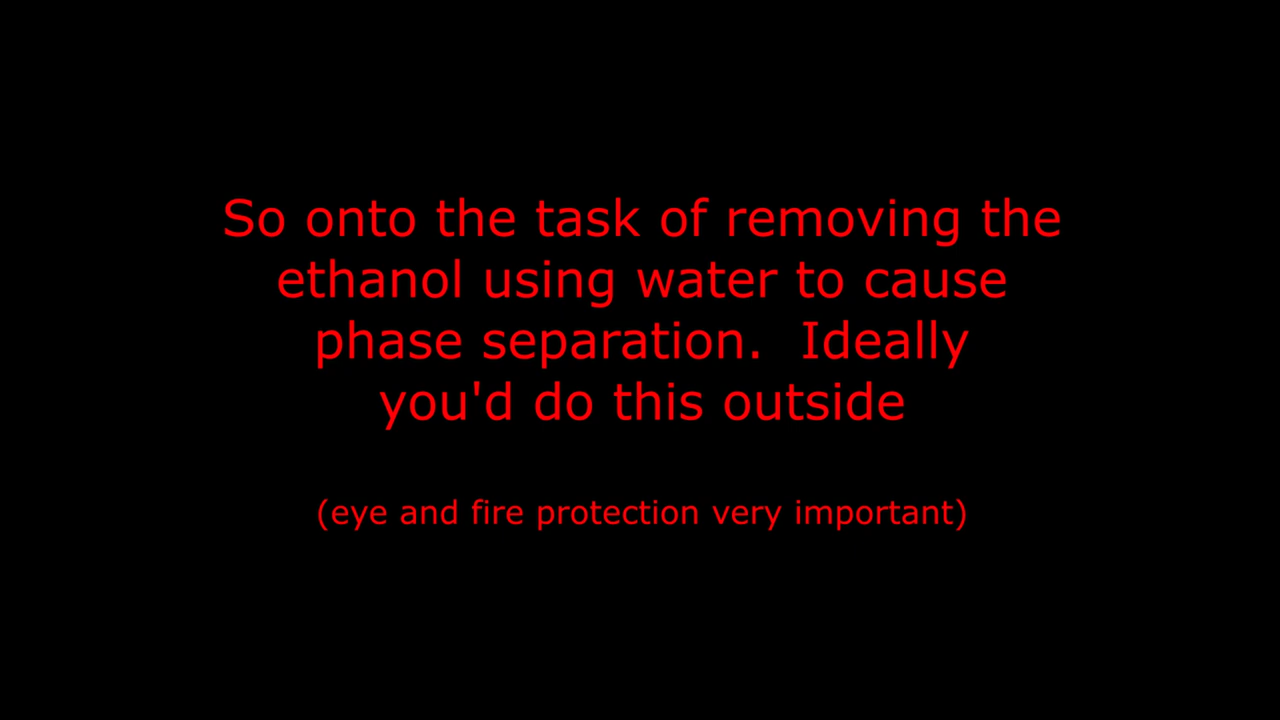 So onto the task of removing the
ethanol using water to cause
phase separation.  Ideally
you'd do this outside
(eye and fire protection very important)